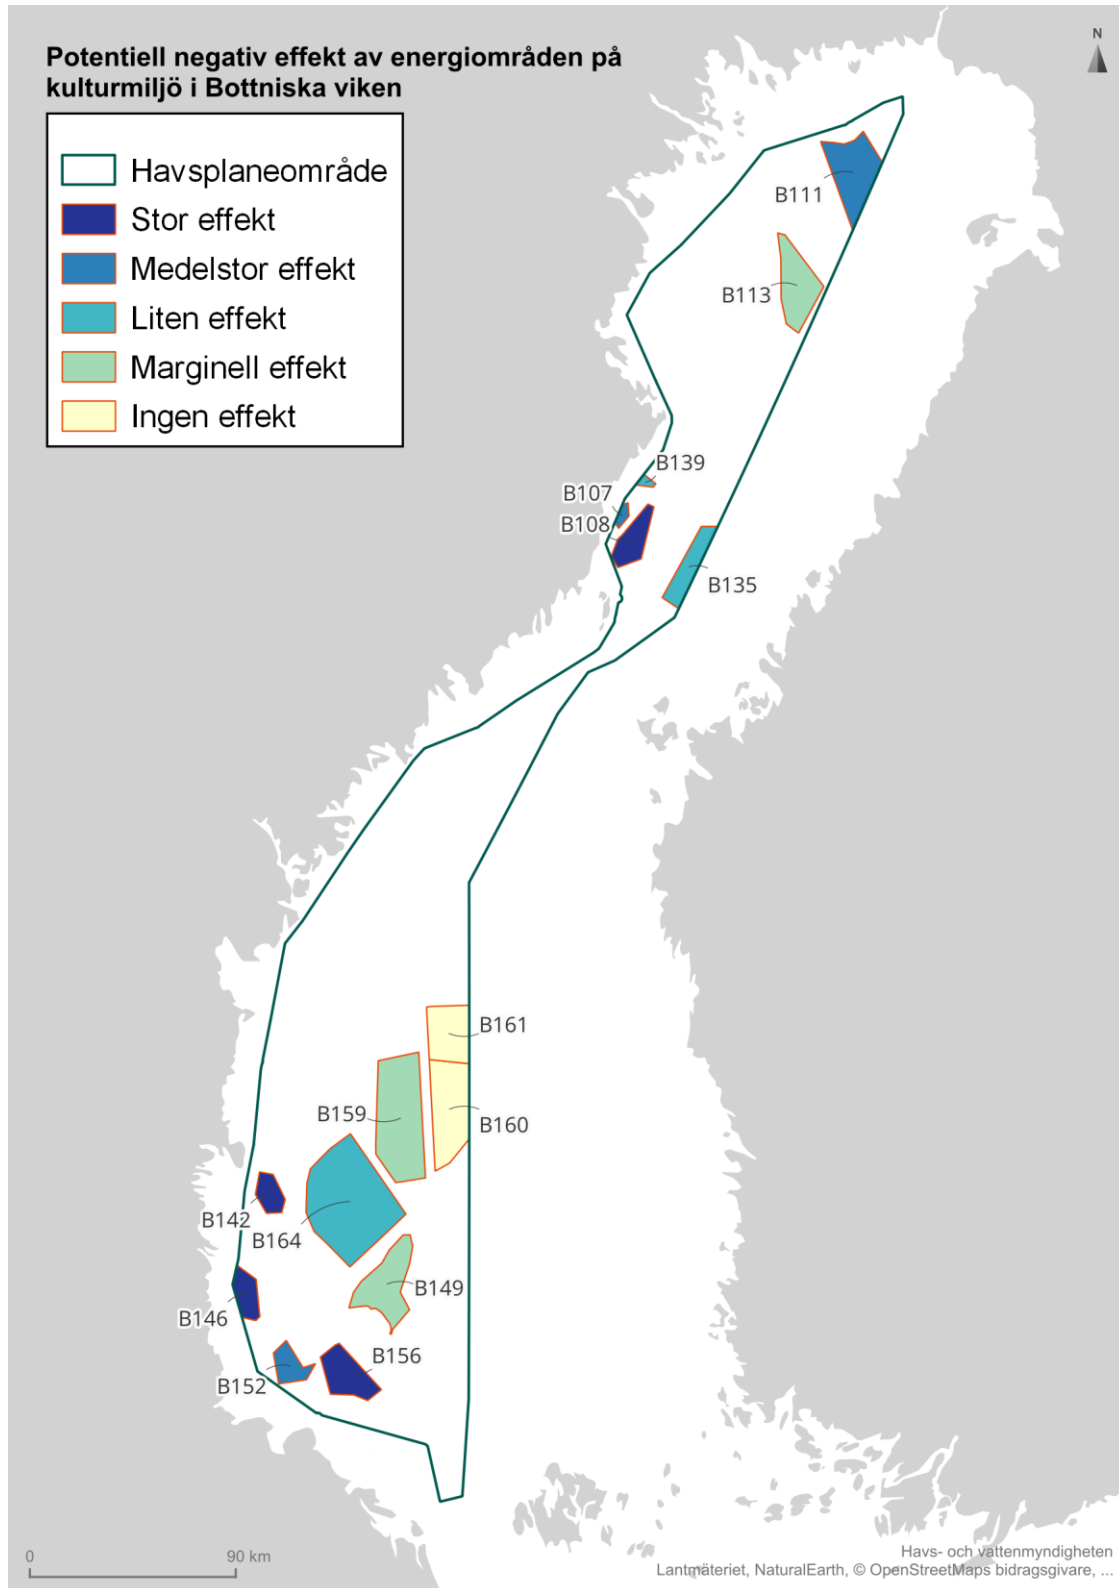 Potentiell negativ effekt av energiområden på
kulturmiljö i Bottniska viken
N
Havsplaneområde
Stor effekt
Medelstor effekt
Liten effekt
Marginell effekt
Ingen effekt
B111
B113
B139
B107
B108
B135
B161
B159
B160
B142
B164
B149
B146
B156
B152
0
90 km
Havs- och vattenmyndigheten
Lantmäteriet, NaturalEarth, © OpenStreetMaps bidragsgivare, ...